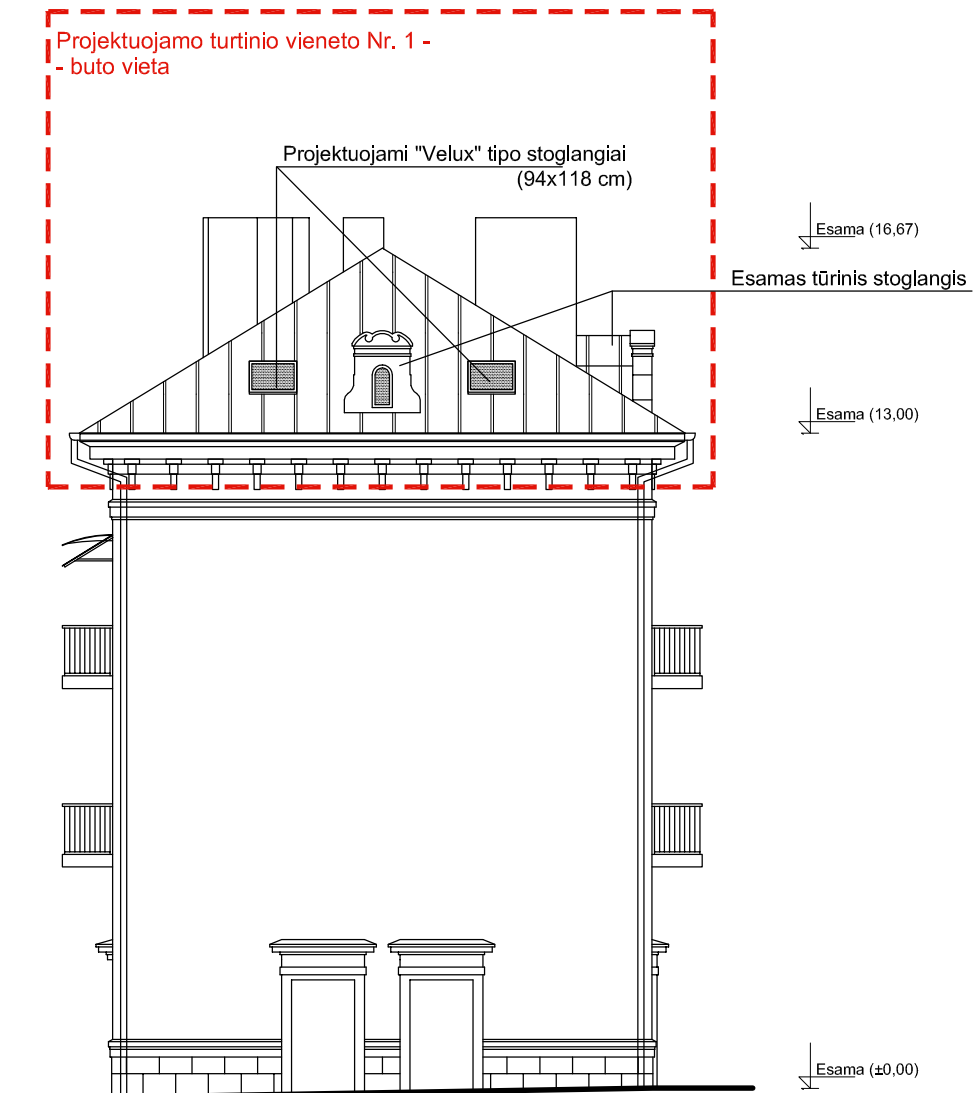 Projektuojamo turtinio vieneto Nr. 1 -
- buto vieta
Projektuojami "Velux" tipo stoglangiai
(94x118 cm)
Esama (16,67)
Esamas tūrinis stoglangis
Esama (13,00)
Esama (±0,00)